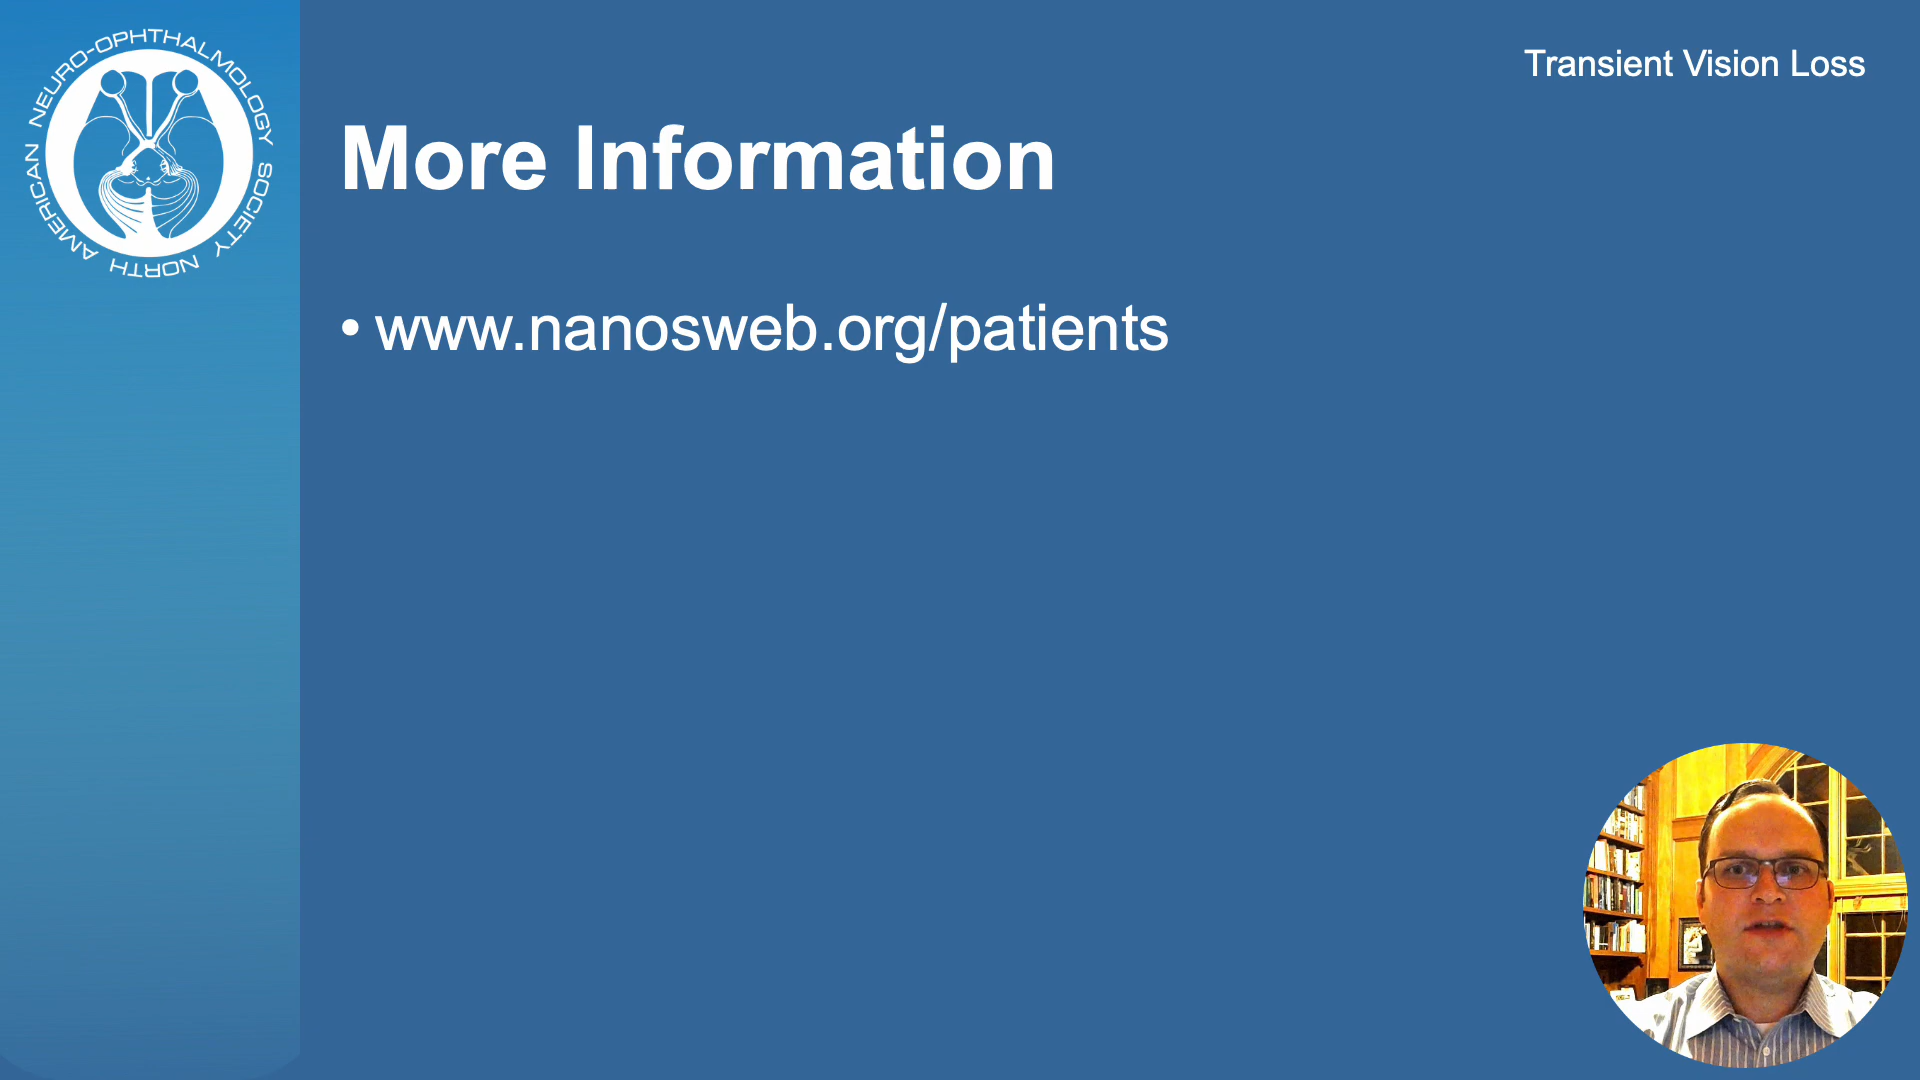 NORTH AMERICAN NEURO-OPHTHALMOLOGY SOCIETY
Transient Vision Loss
More Information
• www.nanosweb.org/patients